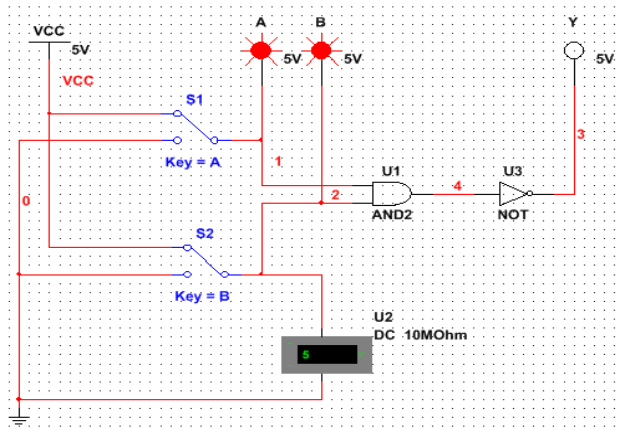 A B Y
VCC
5V 5V 5V 5V
VCC
S1
Key = A
1
3
U1
U3
2
4
0
AND2
NOT
S2
Key = B
U2
DC 10MOhm
5